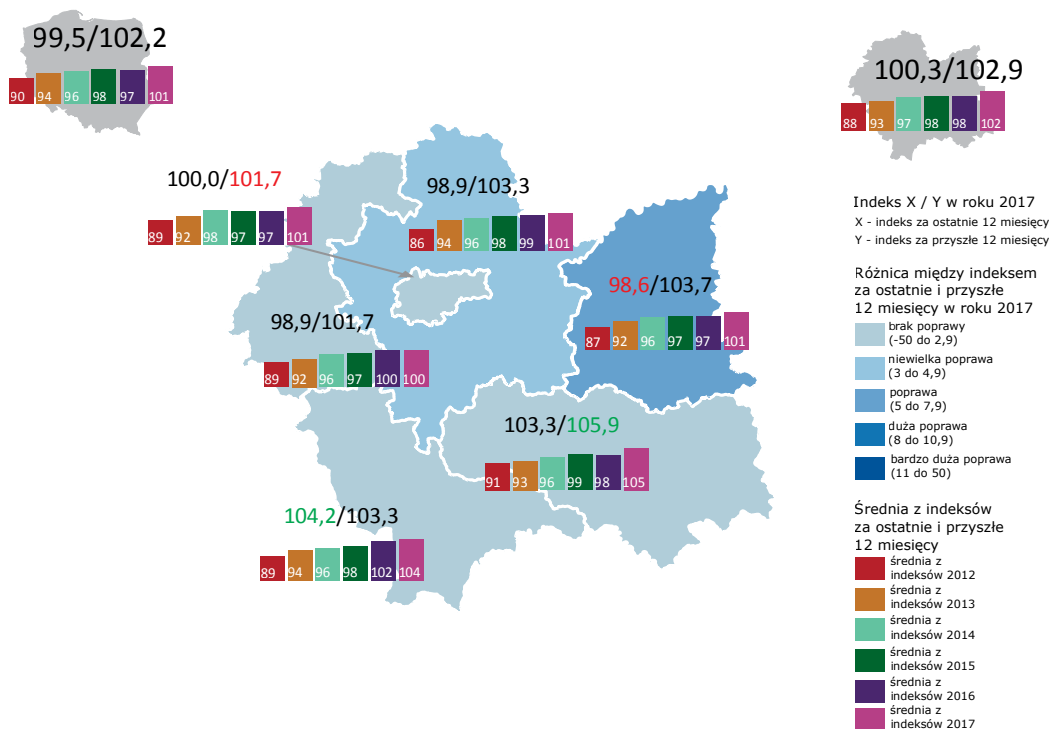 99,5/102,2
90 94 96 98 97 101
100,3/102,9
88 93 97 98 98 102
100,0/101,7
89 92 98 97 97 101
98,9/103,3
86 94 96 98 99 101
98,6/103,7
87 92 96 97 97 101
98,9/101,7
89 92 96 97 100 100
103,3/105,9
91 93 96 99 98 105
104,2/103,3
89 94 96 98 102 104
Indeks X / Y w roku 2017
X - indeks za ostatnie 12 miesięcy
Y - indeks za przyszłe 12 miesięcy
Różnica między indeksem
za ostatnie i przyszłe
12 miesięcy w roku 2017
brak poprawy
(-50 do 2,9)
niewielka poprawa
(3 do 4,9)
poprawa
(5 do 7,9)
duża poprawa
(8 do 10,9)
bardzo duża poprawa
(11 do 50)
Średnia z indeksów
za ostatnie i przyszłe
12 miesięcy
średnia z
indeksów 2012
średnia z
indeksów 2013
średnia z
indeksów 2014
średnia z
indeksów 2015
średnia z
indeksów 2016
średnia z
indeksów 2017